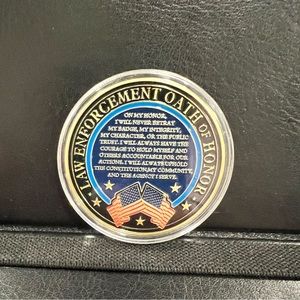 LAW ENFORCEMENT OATH OF HONOR
ON MY HONOR,
I WILL NEVER BETRAY
MY BADGE, MY INTEGRITY,
MY CHARACTER, OR THE PUBLIC
TRUST. I WILL ALWAYS HAVE THE
COURAGE TO HOLD MYSELF AND
OTHERS ACCOUNTABLE FOR OUR
ACTIONS. I WILL ALWAYS UPHOLD
THE CONSTITUTION MY COMMUNITY,
AND THE AGENCY I SERVE.